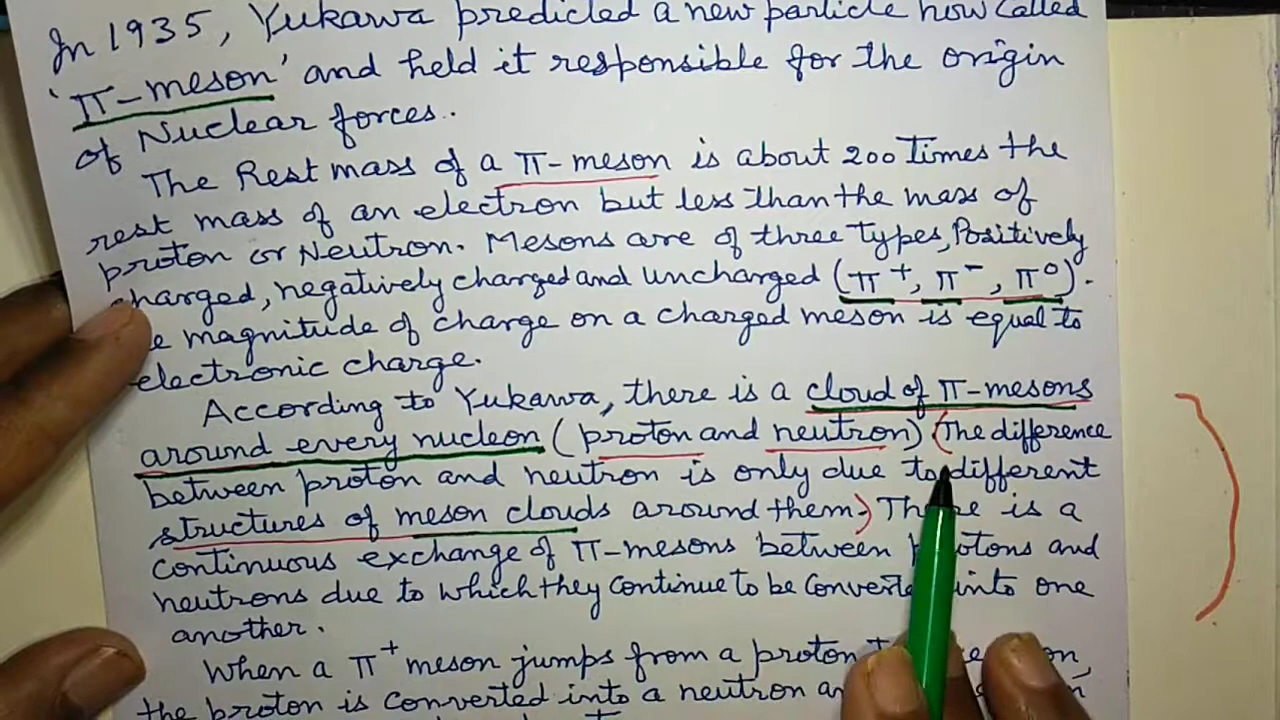 In 1935, Yukawa predicted a new particle now called
'π-meson' and held it responsible for the origin
of Nuclear forces.
The Rest mass of a π-meson is about 200 Times the
rest mass of an electron but less than the mass of
proton or Neutron. Mesons are of three types, Positively
charged, negatively charged and uncharged (π⁺, π⁻, π⁰).
magnitude of charge on a charged meson is equal to
electronic charge.
According to Yukawa, there is a cloud of π-mesons
around every nucleon (proton and neutron) (The difference
between proton and neutron is only due to different
structures of meson clouds around them.) There is a
continuous exchange of π-mesons between protons and
neutrons due to which they continue to be converted into one
another.
When a π⁺ meson jumps from a proton
the proton is converted into a neutron